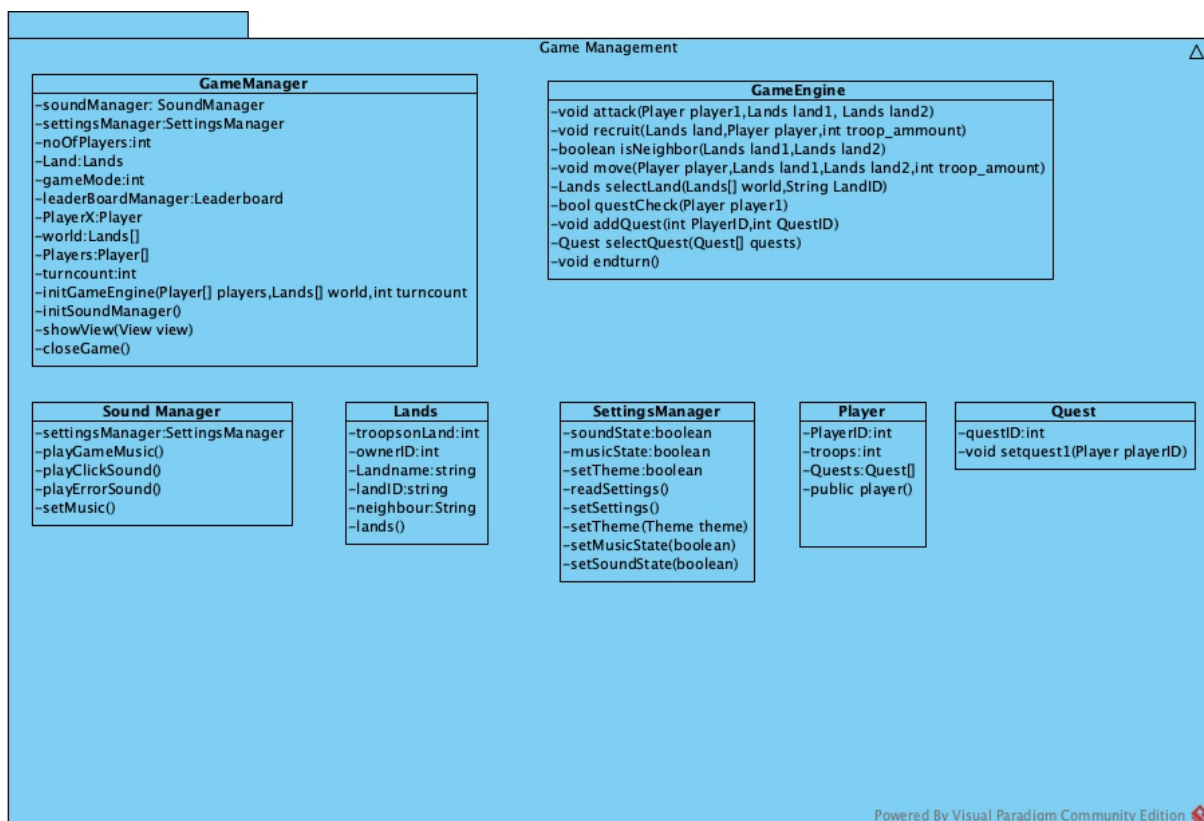 Game Management
GameManager
-soundManager: SoundManager
-settingsManager:SettingsManager
-noOfPlayers:int
-Land:Lands
-gameMode:int
-leaderBoardManager:Leaderboard
-PlayerX:Player
-world:Lands[]
-Players:Player[]
-turncount:int
-initGameEngine(Player[] players,Lands[] world,int turncount
-initSoundManager()
-showView(View view)
-closeGame()
GameEngine
-void attack(Player player1,Lands land1, Lands land2)
-void recruit(Lands land,Player player,int troop_ammount)
-boolean isNeighbor(Lands land1,Lands land2)
-void move(Player player,Lands land1,Lands land2,int troop_amount)
-Lands selectLand(Lands[] world,String LandID)
-bool questCheck(Player player1)
-void addQuest(int PlayerID,int QuestID)
-Quest selectQuest(Quest[] quests)
-void endturn()
Sound Manager
-settingsManager:SettingsManager
-playGameMusic()
-playClickSound()
-playErrorSound()
-setMusic()
Lands
-troopsonLand:int
-ownerID:int
-Landname:string
-landID:string
-neighbour:String
-lands()
SettingsManager
-soundState:boolean
-musicState:boolean
-setTheme:boolean
-readSettings()
-setSettings()
-setTheme(Theme theme)
-setMusicState(boolean)
-setSoundState(boolean)
Player
-PlayerID:int
-troops:int
-Quests:Quest[]
-public player()
Quest
-questID:int
-void setquest1(Player playerID)
Powered By Visual Paradigm Community Edition